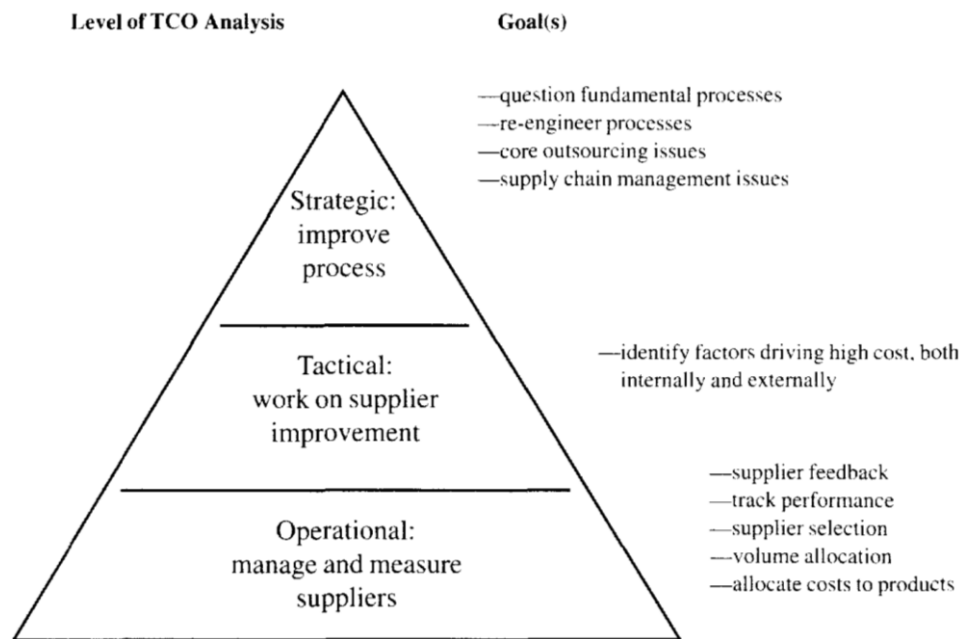 Level of TCO Analysis
Goal(s)
—question fundamental processes
—re-engineer processes
—core outsourcing issues
—supply chain management issues
Strategic:
improve
process
—identify factors driving high cost, both
internally and externally
Tactical:
work on supplier
improvement
—supplier feedback
—track performance
—supplier selection
—volume allocation
—allocate costs to products
Operational:
manage and measure
suppliers